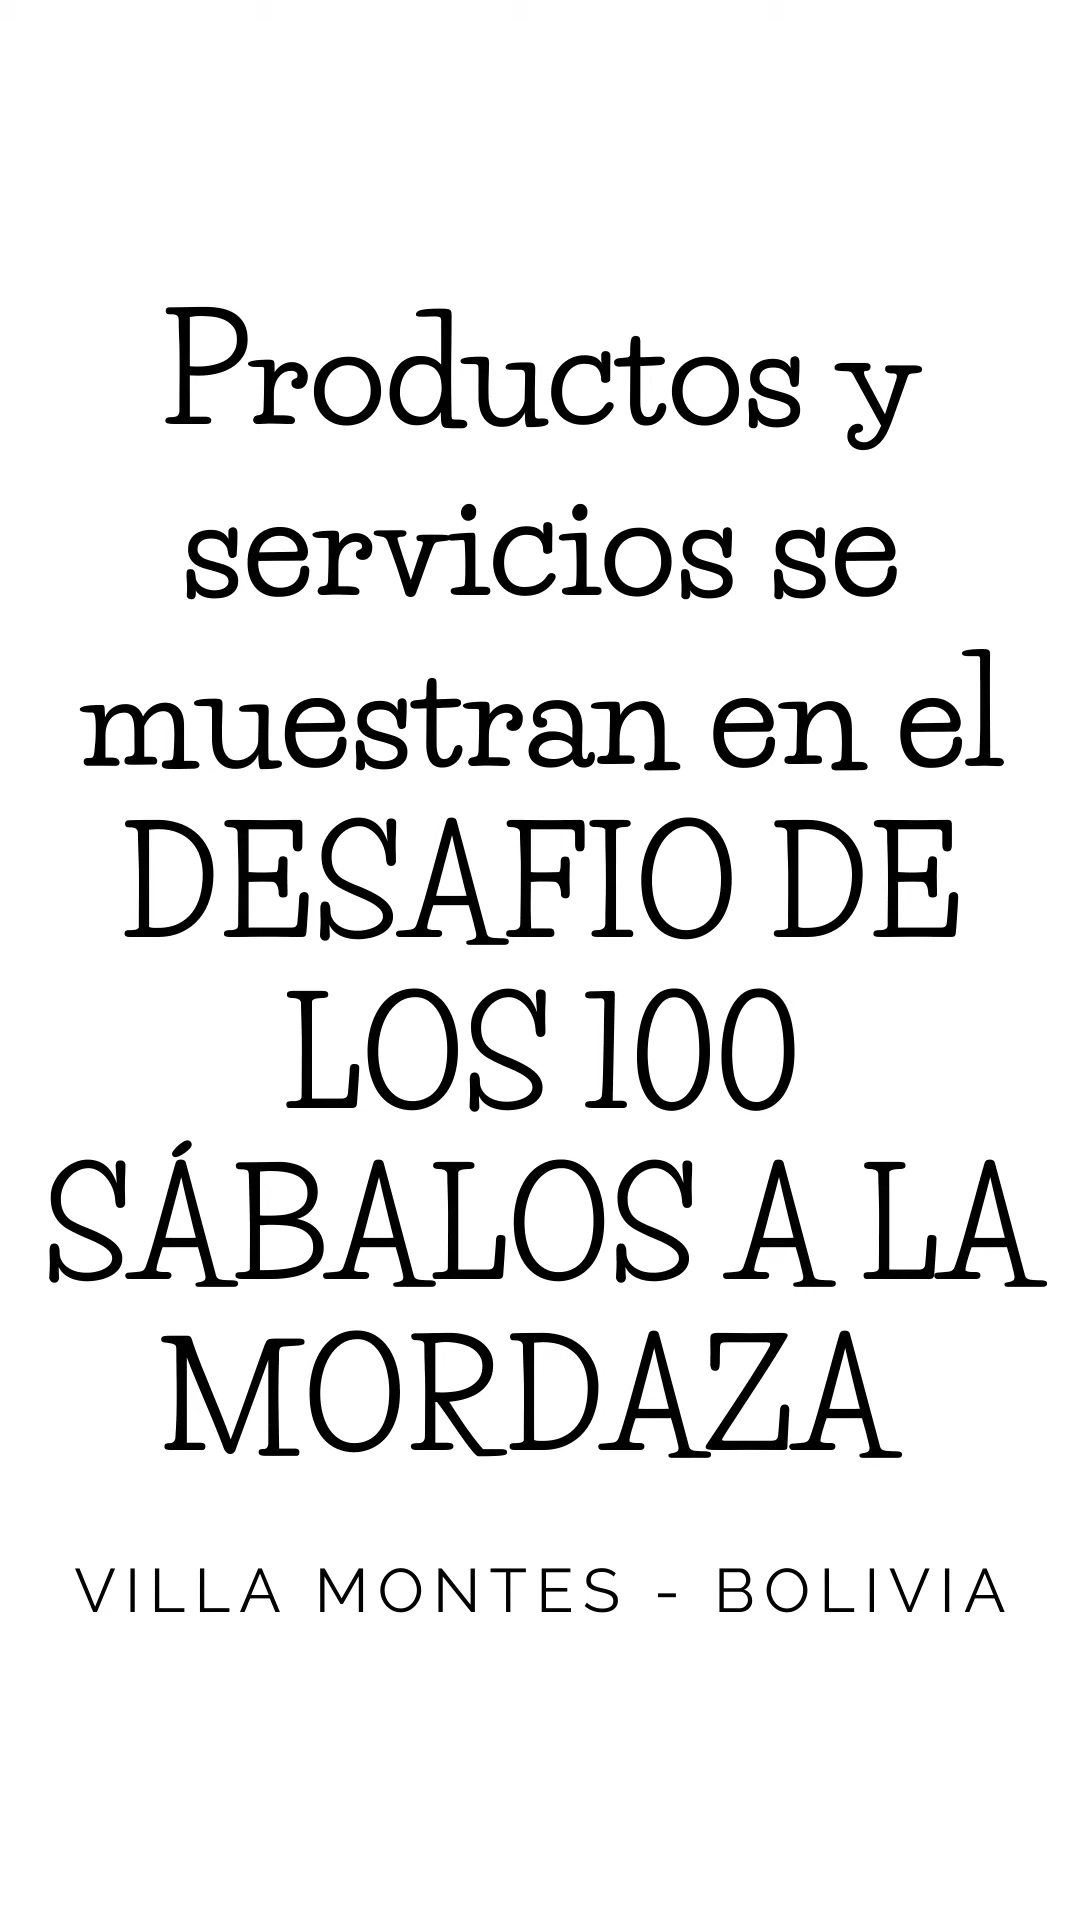 Productos y
servicios se
muestran en el
DESAFIO DE
LOS 100
SÁBALOS A LA
MORDAZA
VILLA MONTES - BOLIVIA